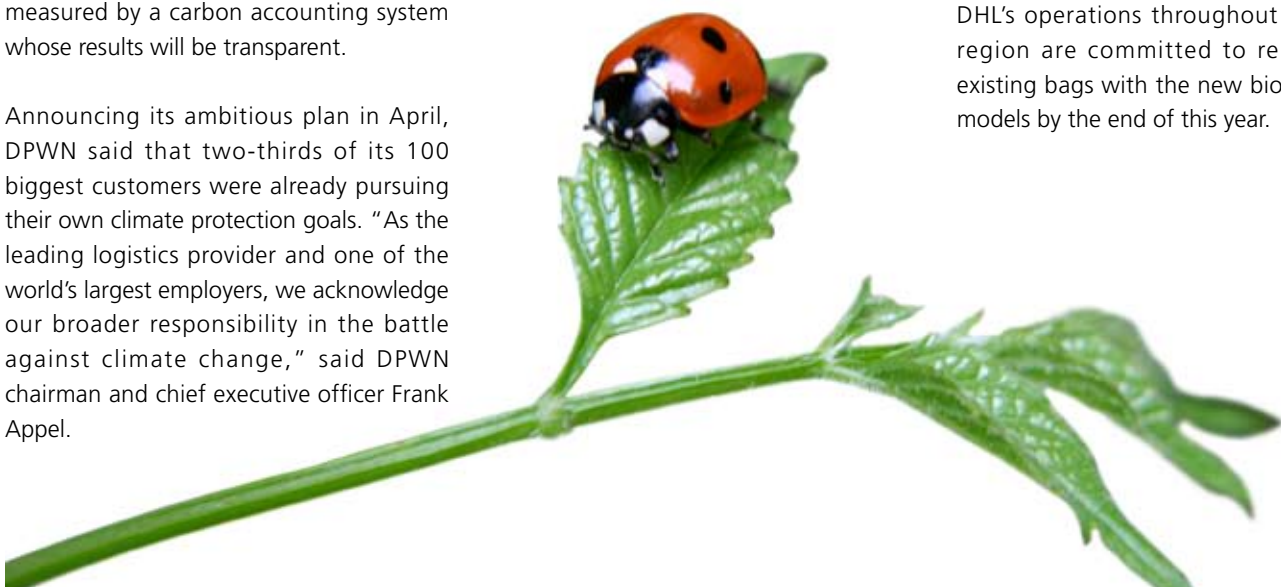 measured by a carbon accounting system
whose results will be transparent.
Announcing its ambitious plan in April,
DPWN said that two-thirds of its 100
biggest customers were already pursuing
their own climate protection goals. “As the
leading logistics provider and one of the
world’s largest employers, we acknowledge
our broader responsibility in the battle
against climate change,” said DPWN
chairman and chief executive officer Frank
Appel.
DHL’s operations throughout
region are committed to re
existing bags with the new bio
models by the end of this year.